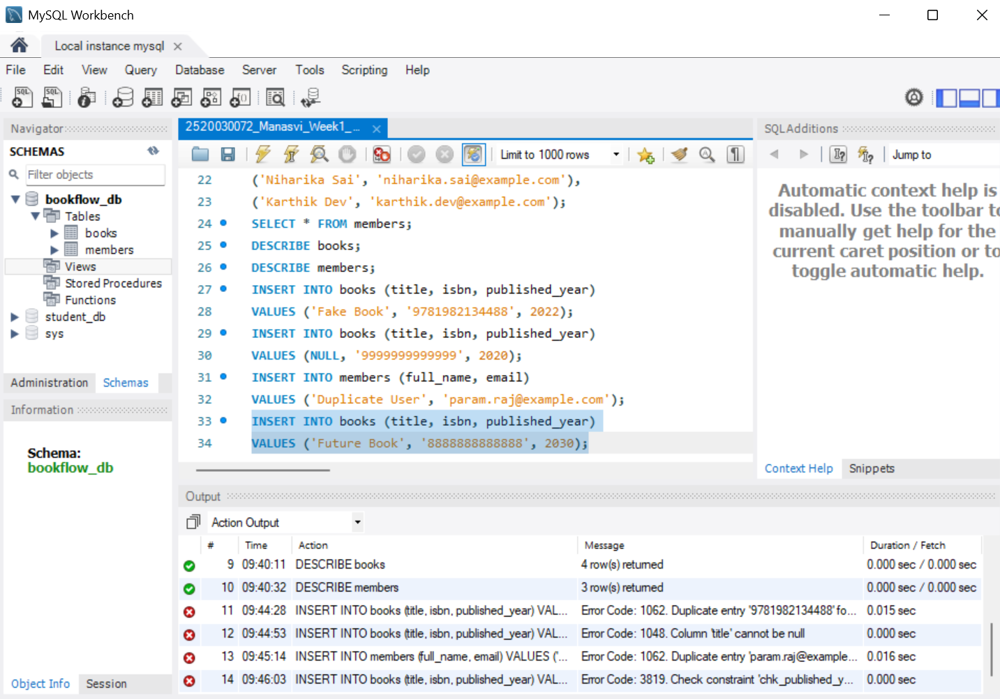 MySQL Workbench
Local instance mysql
File Edit View Query Database Server Tools Scripting Help
Navigator
SCHEMAS
Filter objects
bookflow_db
Tables
books
members
Views
Stored Procedures
Functions
student_db
sys
Administration Schemas
Information
Schema:
bookflow_db
Object Info Session
2520030072_Manasvi_Week1_...
Limit to 1000 rows
22 ('Niharika Sai', 'niharika.sai@example.com'),
23 ('Karthik Dev', 'karthik.dev@example.com');
24 SELECT * FROM members;
25 DESCRIBE books;
26 DESCRIBE members;
27 INSERT INTO books (title, isbn, published_year)
28 VALUES ('Fake Book', '9781982134488', 2022);
29 INSERT INTO books (title, isbn, published_year)
30 VALUES (NULL, '9999999999999', 2020);
31 INSERT INTO members (full_name, email)
32 VALUES ('Duplicate User', 'param.raj@example.com');
33 INSERT INTO books (title, isbn, published_year)
34 VALUES ('Future Book', '8888888888888', 2030);
SQLAdditions
Jump to
Automatic context help is
disabled. Use the toolbar to
manually get help for the
current caret position or to
toggle automatic help.
Context Help Snippets
Output
Action Output
# Time Action Message Duration / Fetch
9 09:40:11 DESCRIBE books 4 row(s) returned 0.000 sec / 0.000 sec
10 09:40:32 DESCRIBE members 3 row(s) returned 0.000 sec / 0.000 sec
11 09:44:28 INSERT INTO books (title, isbn, published_year) VAL... Error Code: 1062. Duplicate entry '9781982134488' fo... 0.015 sec
12 09:44:53 INSERT INTO books (title, isbn, published_year) VAL... Error Code: 1048. Column 'title' cannot be null 0.000 sec
13 09:45:14 INSERT INTO members (full_name, email) VALUES ('... Error Code: 1062. Duplicate entry 'param.raj@example... 0.016 sec
14 09:46:03 INSERT INTO books (title, isbn, published_year) VAL... Error Code: 3819. Check constraint 'chk_published_y... 0.000 sec